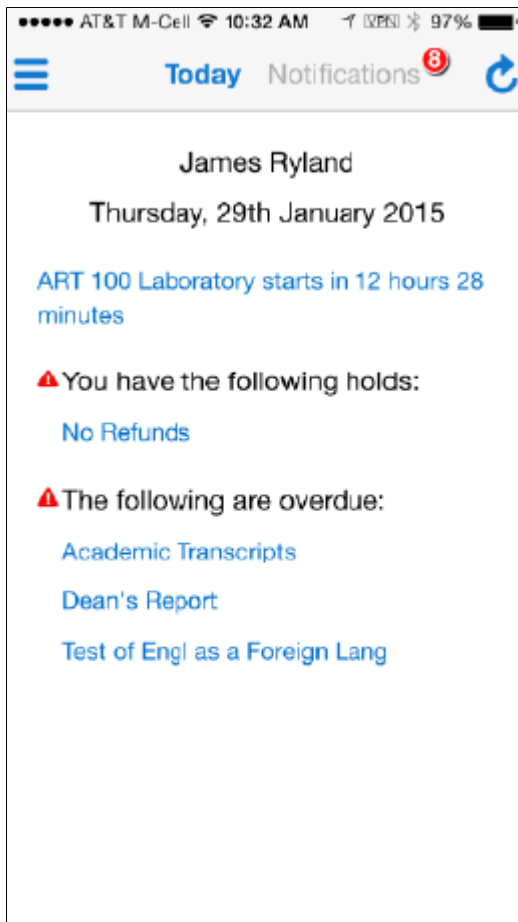 AT&T M-Cell 10:32 AM VPN 97%
Today Notifications 8
James Ryland
Thursday, 29th January 2015
ART 100 Laboratory starts in 12 hours 28
minutes
You have the following holds:
No Refunds
The following are overdue:
Academic Transcripts
Dean's Report
Test of Engl as a Foreign Lang